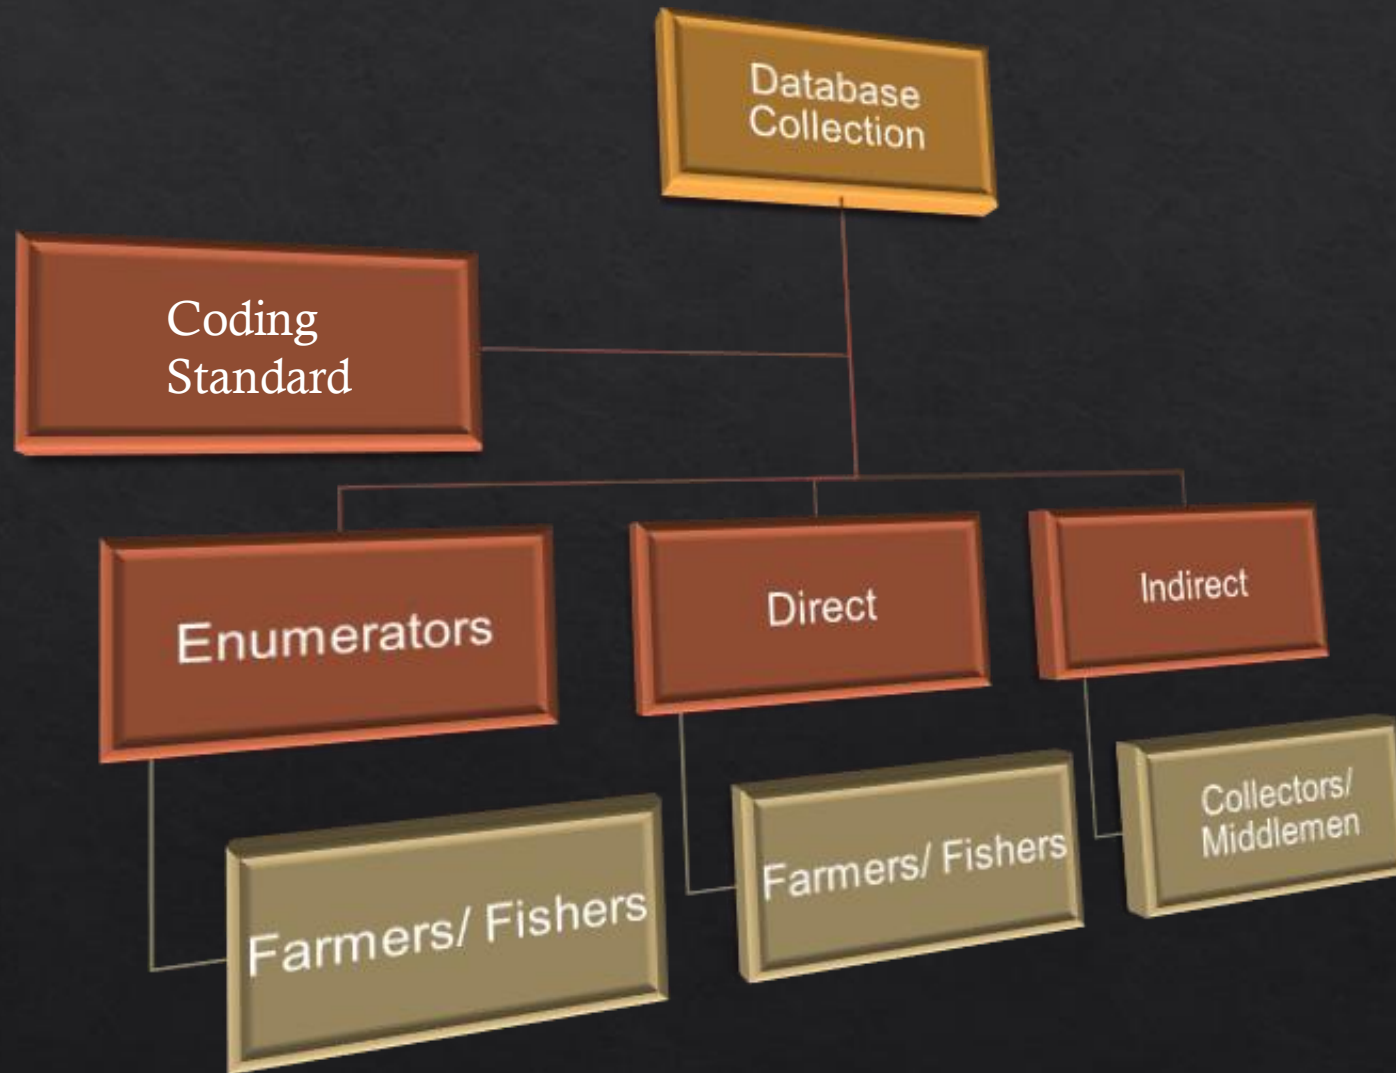 Database
Collection
Coding
Standard
Enumerators
Direct
Indirect
Farmers/ Fishers
Farmers/ Fishers
Collectors/
Middlemen